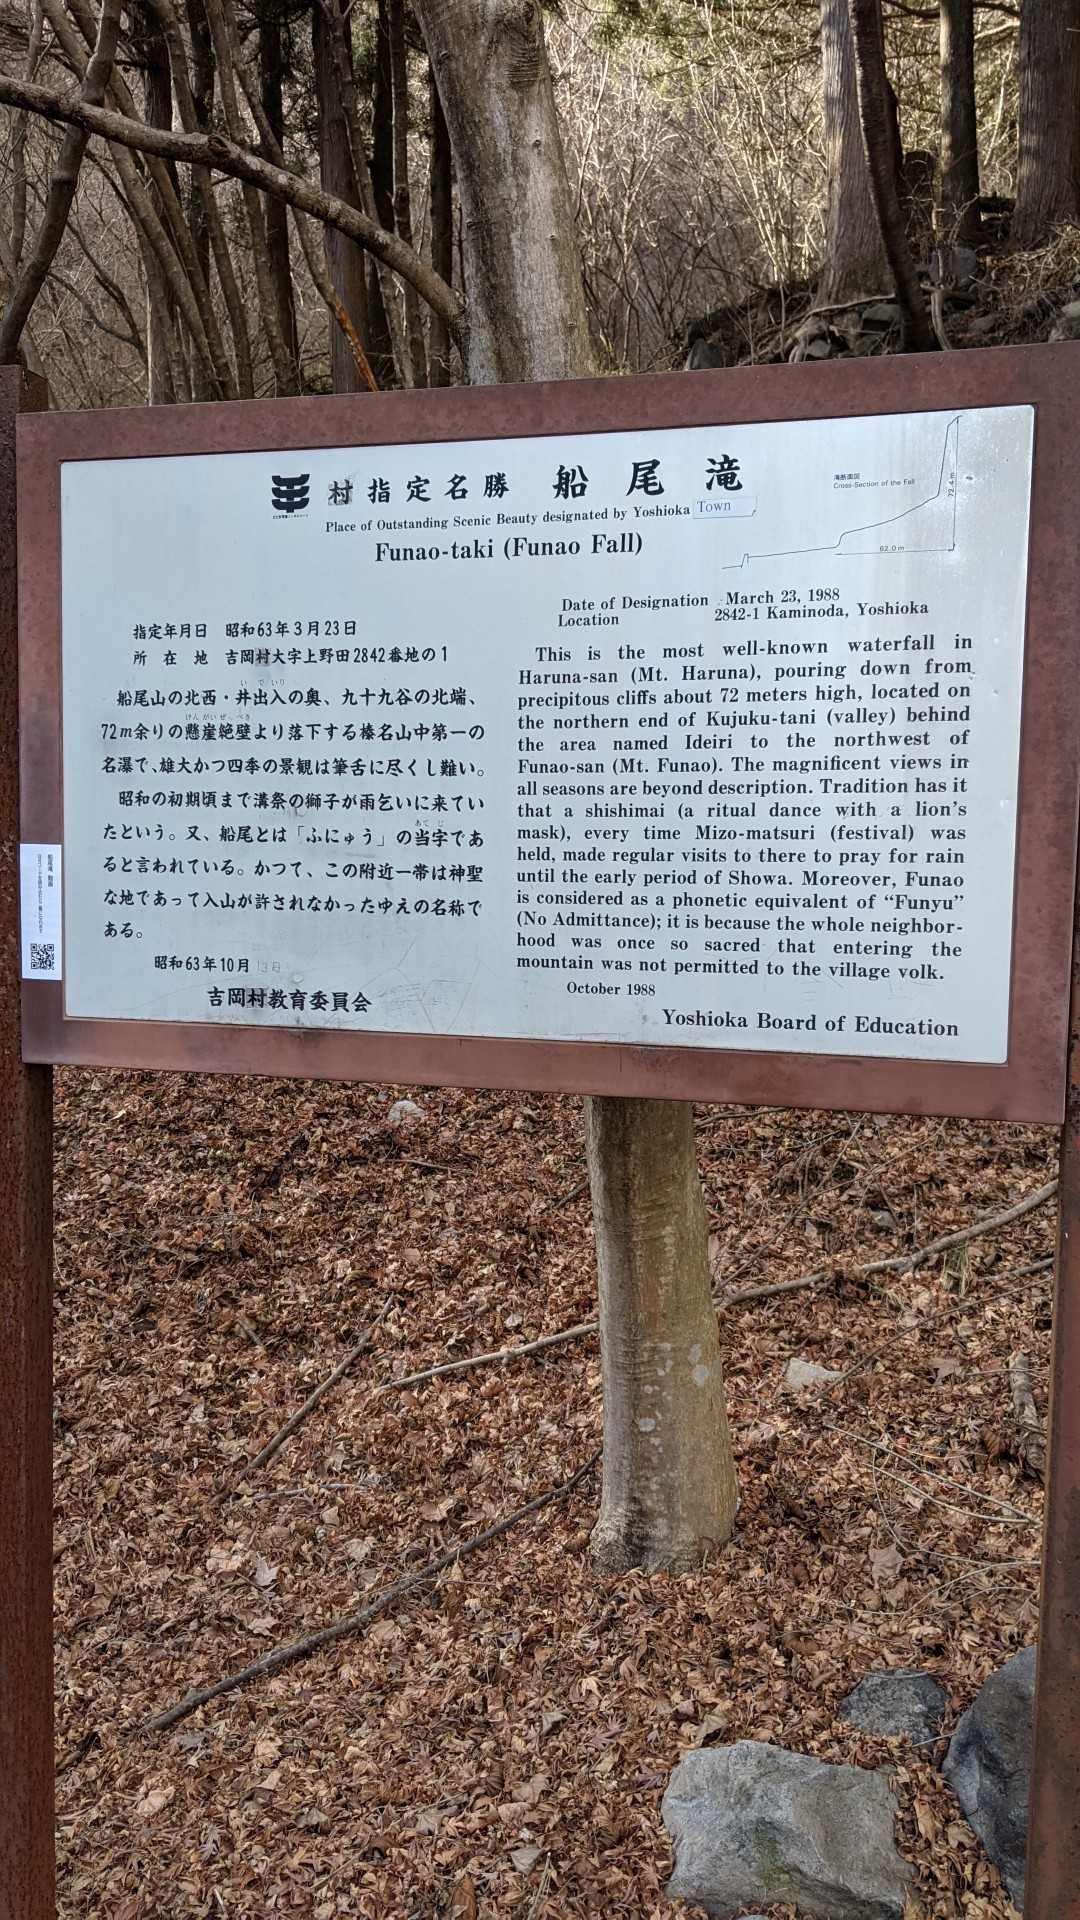 村指定名勝 船尾滝
Place of Outstanding Scenic Beauty designated by Yoshioka Town
Funao-taki (Funao Fall)
滝断面図
Cross-Section of the Fall
72.4 m
62.0 m
指定年月日 昭和63年3月23日
所在地 吉岡村大字上野田2842番地の1
船尾山の北西・井出入の奥、九十九谷の北端、
いでいり
72m余りの懸崖絶壁より落下する榛名山中第一の
けんがいぜっぺき
名瀑で、雄大かつ四季の景観は筆舌に尽くし難い。
昭和の初期頃まで溝祭の獅子が雨乞いに来てい
たという。又、船尾とは「ふにゅう」の当字であ
あてじ
ると言われている。かつて、この附近一帯は神聖
な地であって入山が許されなかったゆえの名称で
ある。
昭和63年10月
吉岡村教育委員会
Date of Designation March 23, 1988
Location 2842-1 Kaminoda, Yoshioka
This is the most well-known waterfall in
Haruna-san (Mt. Haruna), pouring down from
precipitous cliffs about 72 meters high, located on
the northern end of Kujuku-tani (valley) behind
the area named Ideiri to the northwest of
Funao-san (Mt. Funao). The magnificent views in
all seasons are beyond description. Tradition has it
that a shishimai (a ritual dance with a lion's
mask), every time Mizo-matsuri (festival) was
held, made regular visits to there to pray for rain
until the early period of Showa. Moreover, Funao
is considered as a phonetic equivalent of “Funyu”
(No Admittance); it is because the whole neighbor-
hood was once so sacred that entering the
mountain was not permitted to the village volk.
October 1988
Yoshioka Board of Education
船尾滝 動画